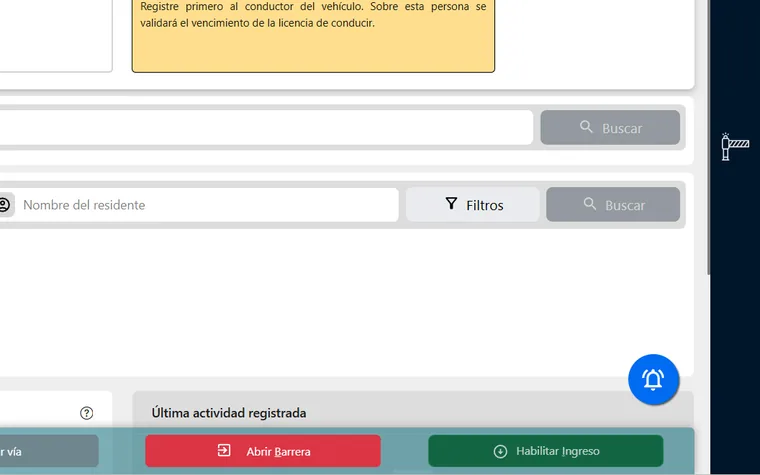 Registre primero al conductor del vehículo. Sobre esta persona se
validará el vencimiento de la licencia de conducir.
Buscar
Nombre del residente
Filtros
Buscar
Última actividad registrada
r vía
Abrir Barrera
Habilitar Ingreso